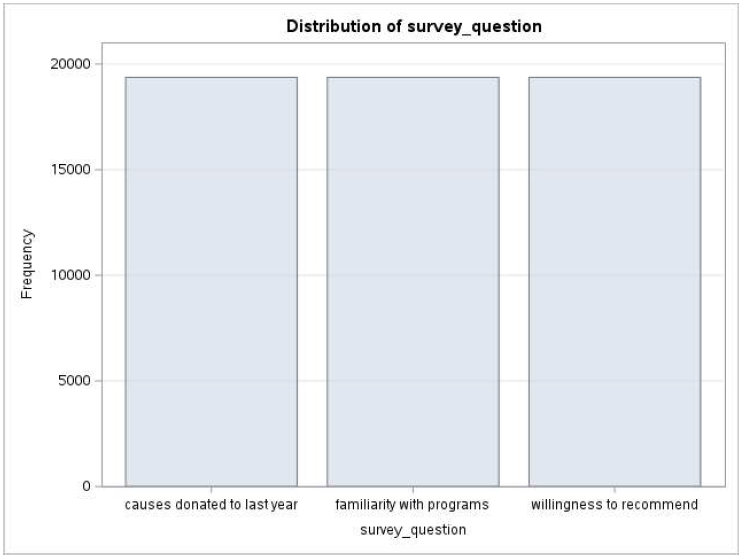 Distribution of survey_question
20000
15000
10000
5000
0
Frequency
causes donated to last year familiarity with programs willingness to recommend
survey_question